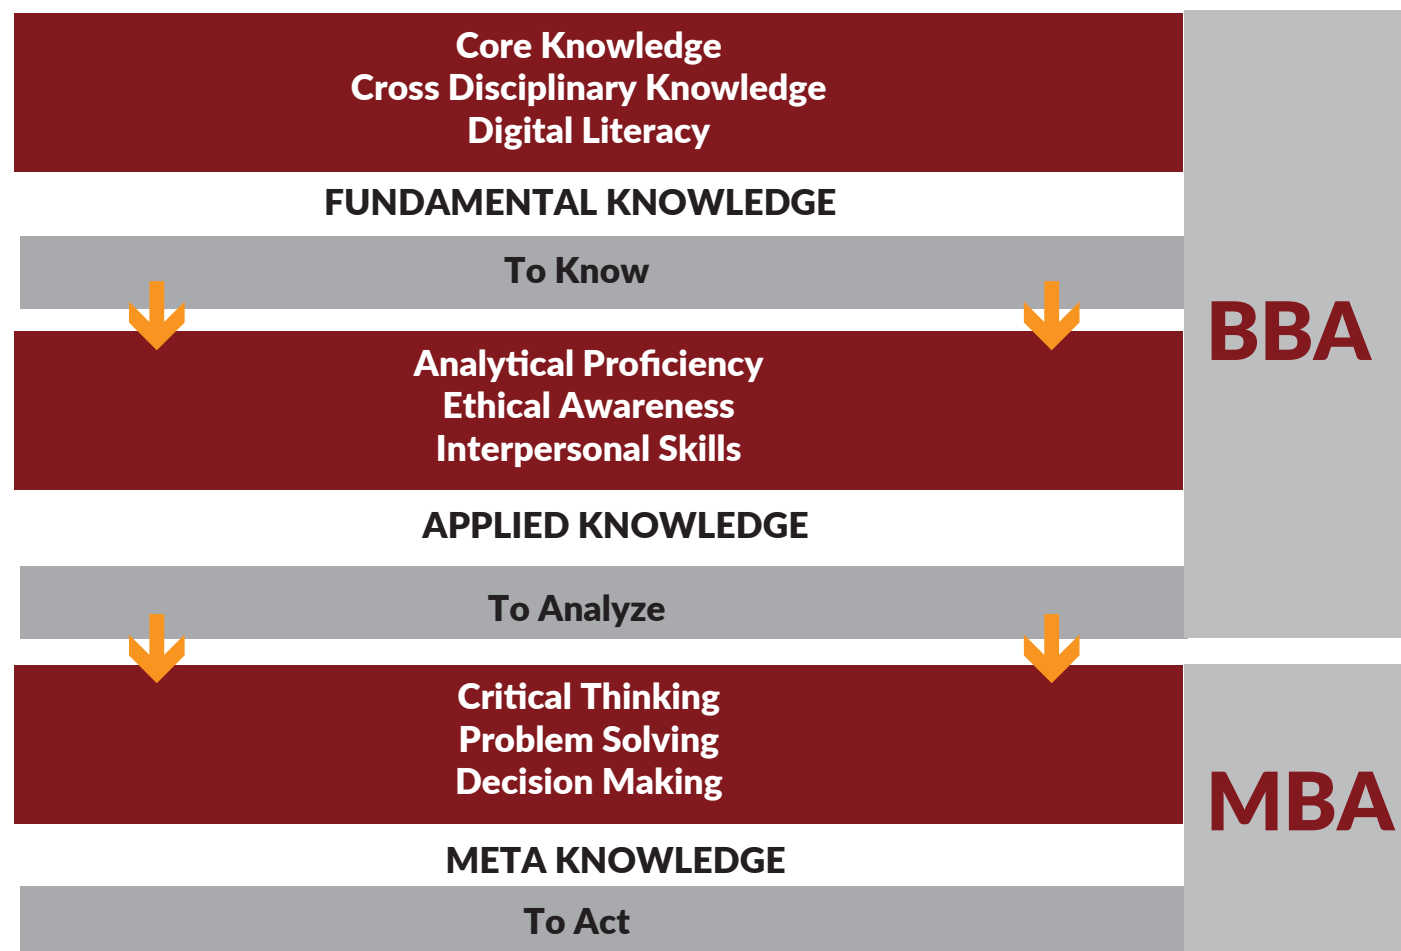 Core Knowledge
Cross Disciplinary Knowledge
Digital Literacy
FUNDAMENTAL KNOWLEDGE
To Know
BBA
Analytical Proficiency
Ethical Awareness
Interpersonal Skills
APPLIED KNOWLEDGE
To Analyze
Critical Thinking
Problem Solving
Decision Making
MBA
META KNOWLEDGE
To Act